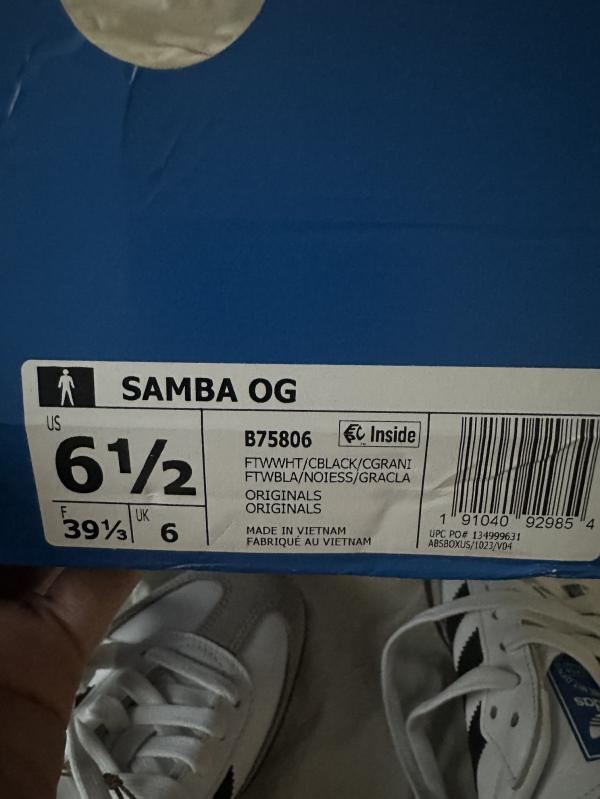 SAMBA OG
US
6½
F
39⅓
UK
6
B75806
Inside
FTWWHT/CBLACK/CGRANI
FTWBLA/NOIESS/GRACLA
ORIGINALS
ORIGINALS
MADE IN VIETNAM
FABRIQUÉ AU VIETNAM
1 91040 92985 4
UPC PO# 134999631
ABSBOXUS/1023/V04